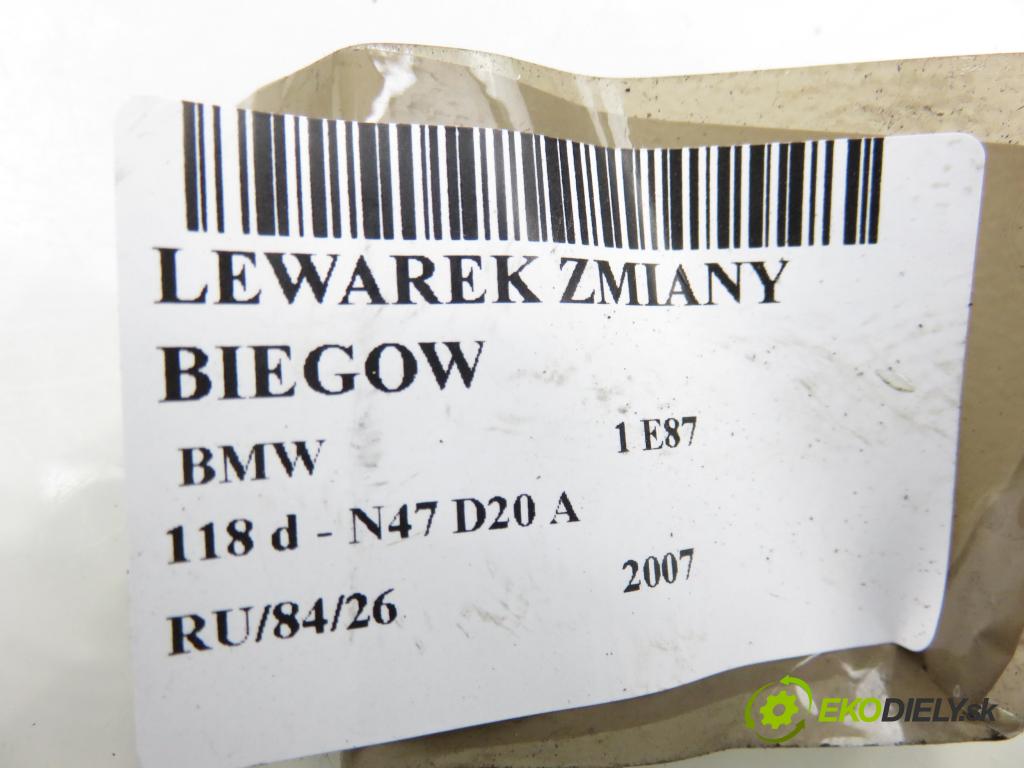 LEWAREK ZMIANY
BIEGOW
BMW 1 E87
118 d - N47 D20 A
RU/84/26 2007
EKODIELY.sk